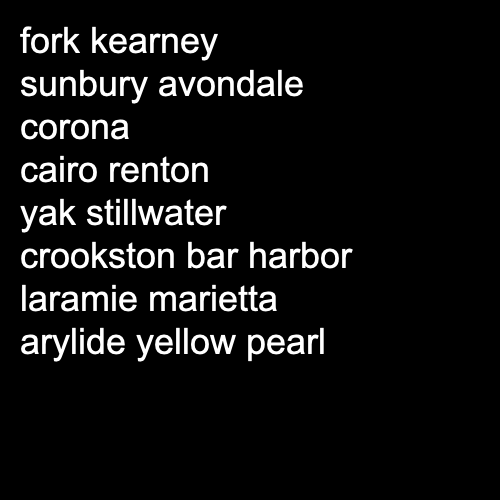 fork kearney
sunbury avondale
corona
cairo renton
yak stillwater
crookston bar harbor
laramie marietta
arylide yellow pearl